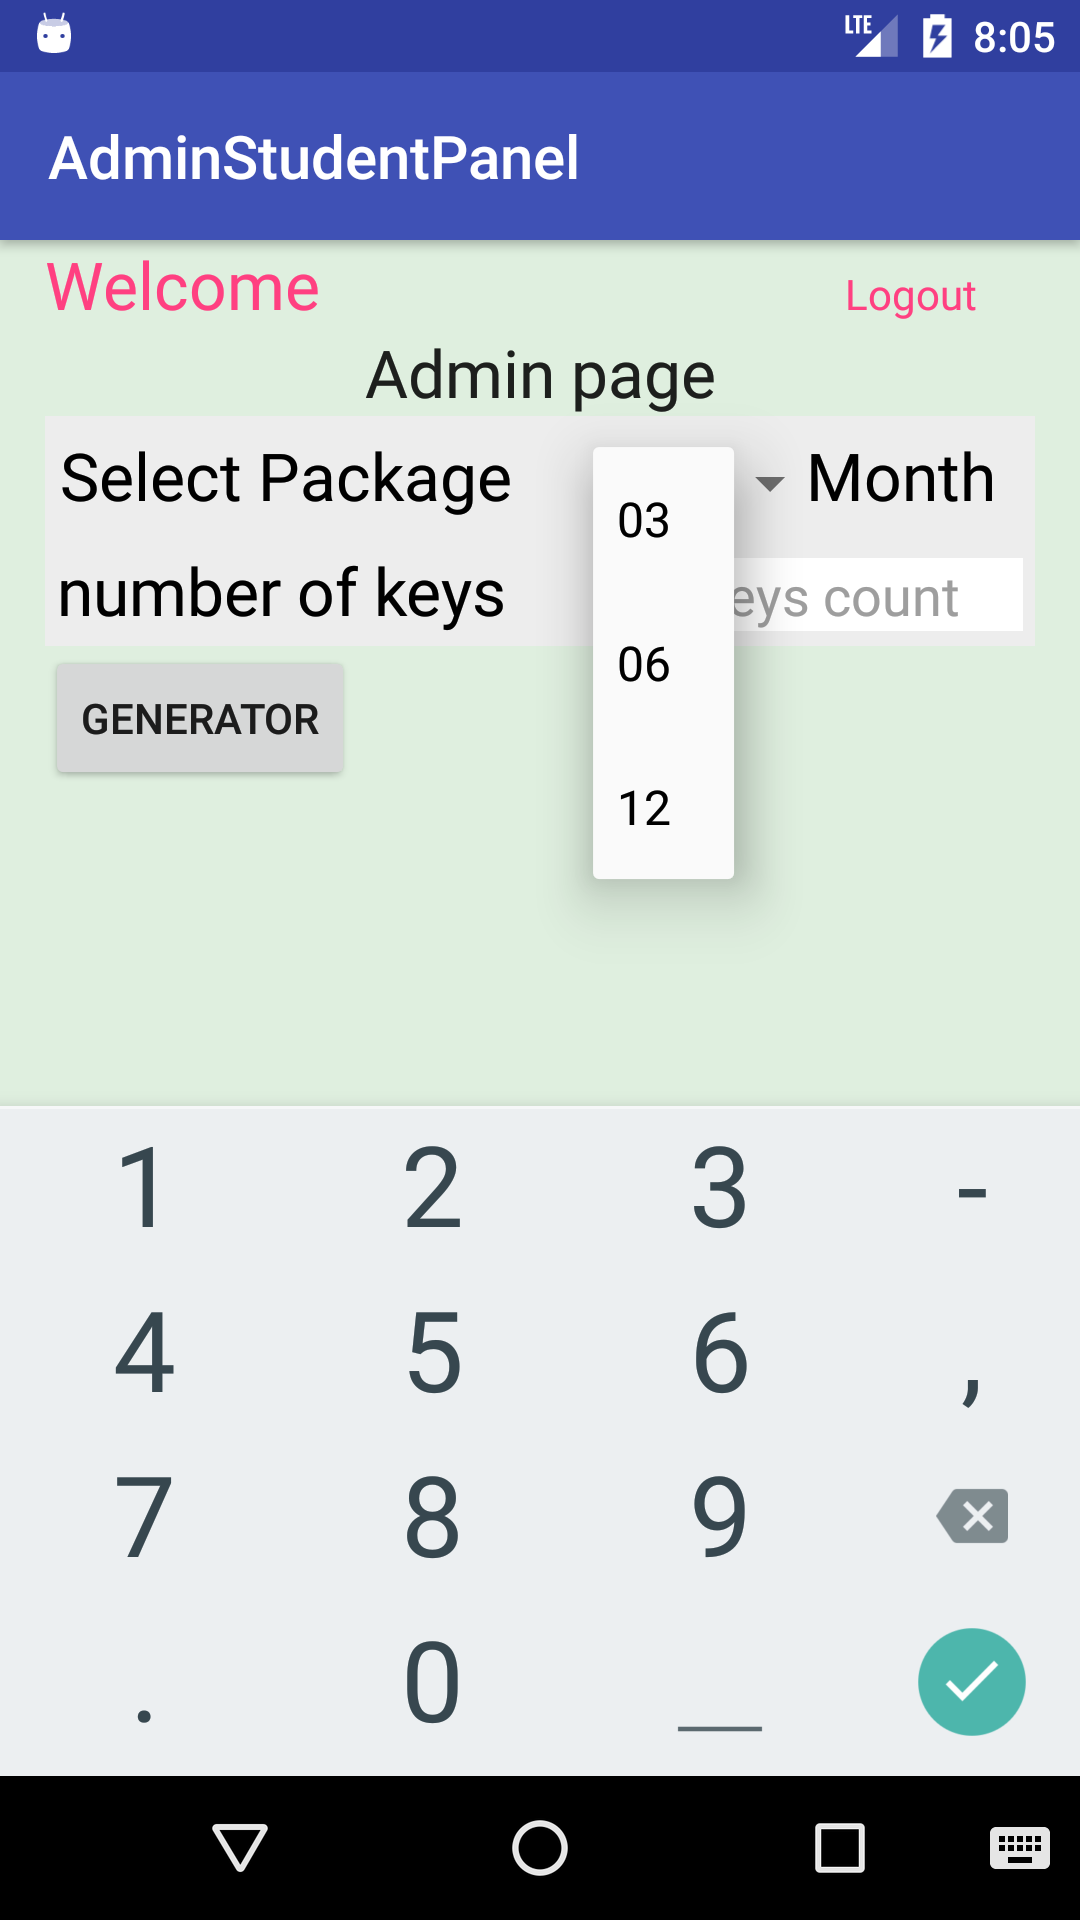 LTE 8:05
AdminStudentPanel
Welcome
Logout
Admin page
Select Package
Month
03
number of keys
eys count
06
GENERATOR
12
1 2 3 -
4 5 6 ,
7 8 9
. 0 _